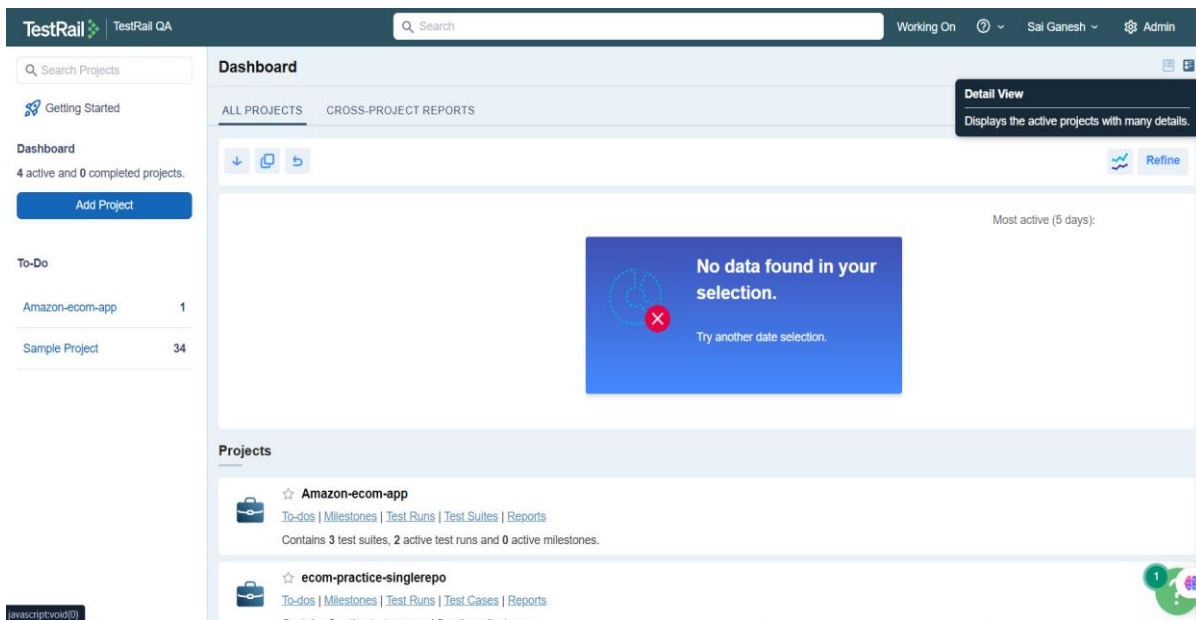 TestRail TestRail QA
Search
Working On
Sai Ganesh
Admin
Search Projects
Getting Started
Dashboard
4 active and 0 completed projects.
Add Project
To-Do
Amazon-ecom-app 1
Sample Project 34
Dashboard
Detail View
Displays the active projects with many details.
ALL PROJECTS CROSS-PROJECT REPORTS
Refine
Most active (5 days):
No data found in your
selection.
Try another date selection.
Projects
Amazon-ecom-app
To-dos | Milestones | Test Runs | Test Suites | Reports
Contains 3 test suites, 2 active test runs and 0 active milestones.
ecom-practice-singlerepo
To-dos | Milestones | Test Runs | Test Cases | Reports
1
javascript:void(0)